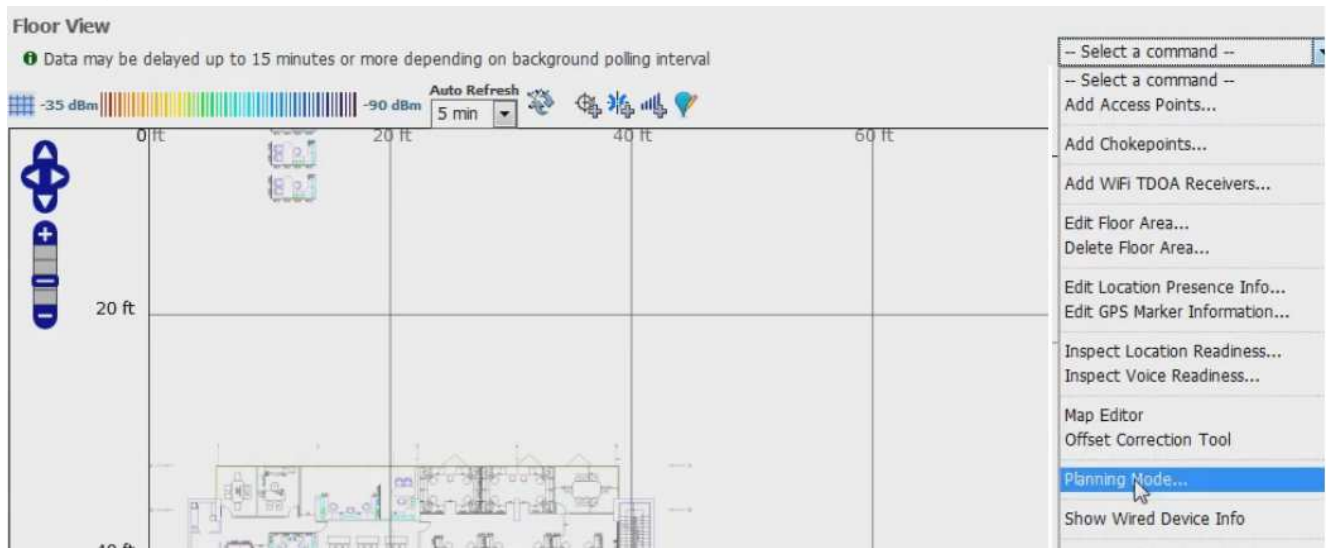 Floor View
Data may be delayed up to 15 minutes or more depending on background polling interval
-- Select a command --
-35 dBm
-90 dBm
Auto Refresh
5 min
-- Select a command --
Add Access Points...
0 ft
20 ft
40 ft
60 ft
Add Chokepoints...
Add WiFi TDOA Receivers...
Edit Floor Area...
Delete Floor Area...
Edit Location Presence Info...
20 ft
Edit GPS Marker Information...
Inspect Location Readiness...
Inspect Voice Readiness...
Map Editor
Offset Correction Tool
Planning Mode...
Show Wired Device Info
40 ft